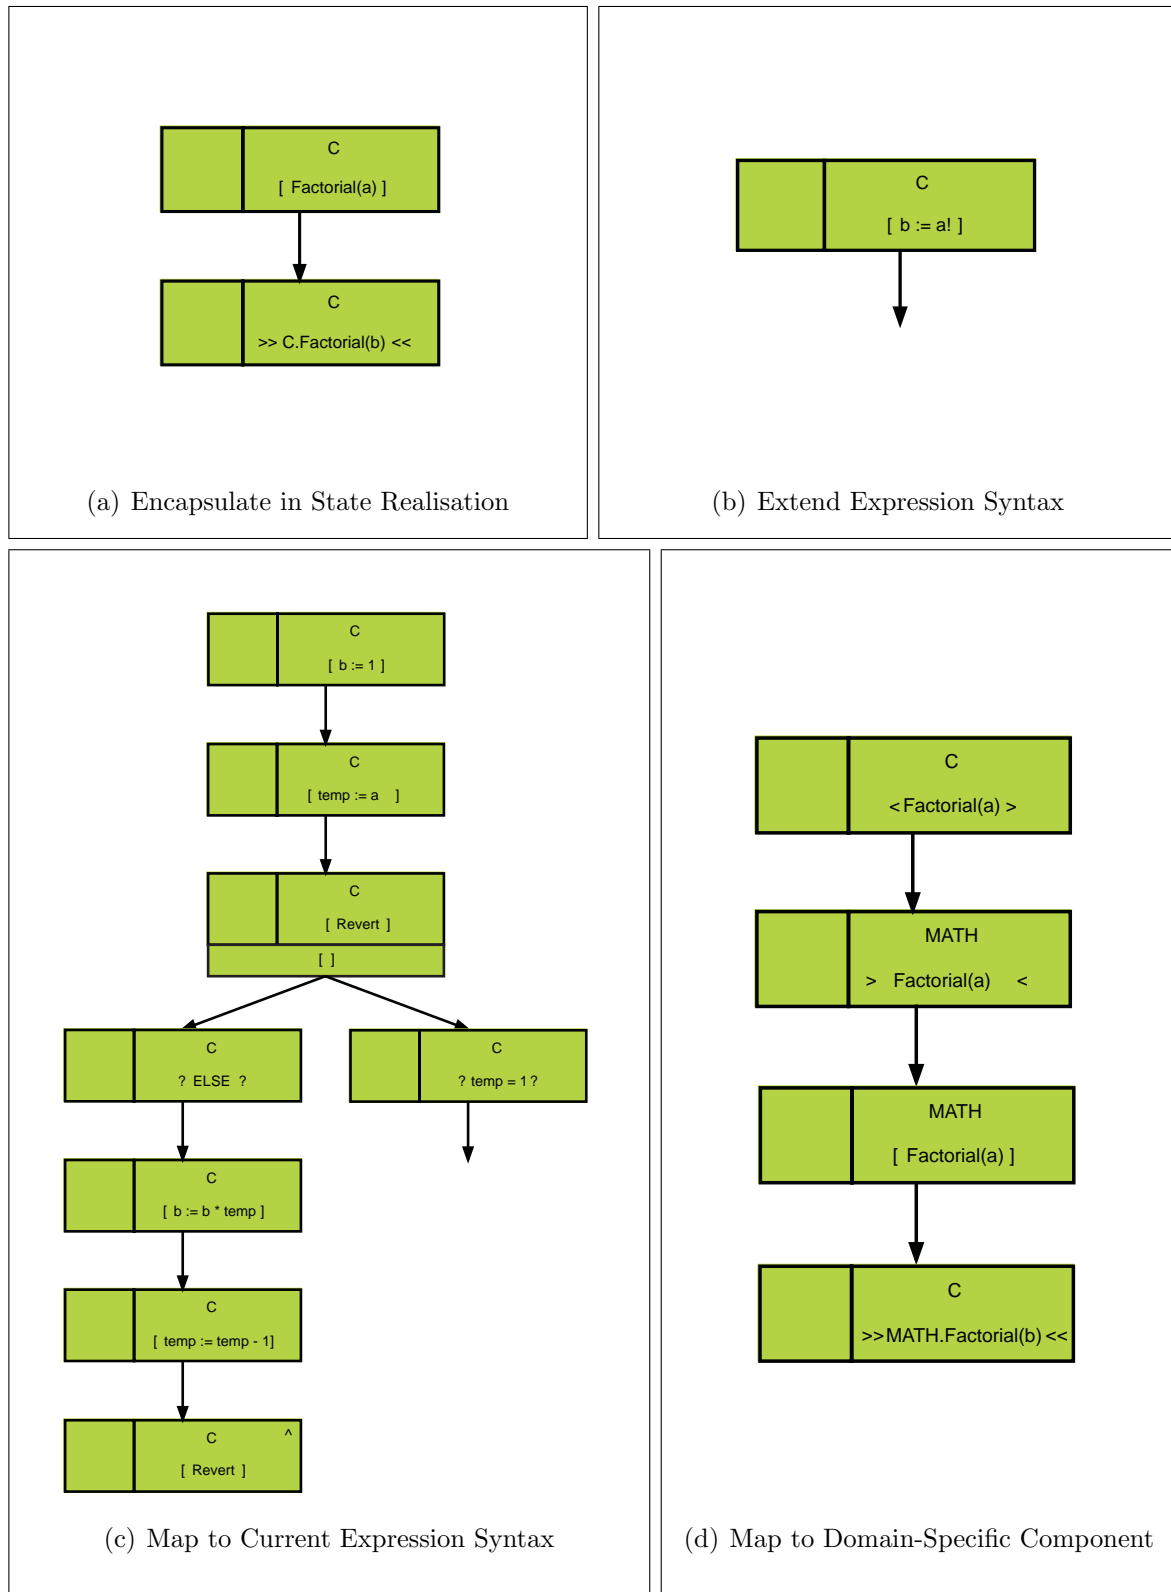 C
[ Factorial(a) ]
C
>> C.Factorial(b) <<
(a) Encapsulate in State Realisation
C
[ b := a! ]
(b) Extend Expression Syntax
C
[ b := 1 ]
C
[ temp := a ]
C
[ Revert ]
[ ]
C
? ELSE ?
C
? temp = 1 ?
C
[ b := b * temp ]
C
[ temp := temp - 1]
C ^
[ Revert ]
(c) Map to Current Expression Syntax
C
< Factorial(a) >
MATH
> Factorial(a) <
MATH
[ Factorial(a) ]
C
>>MATH.Factorial(b) <<
(d) Map to Domain-Specific Component